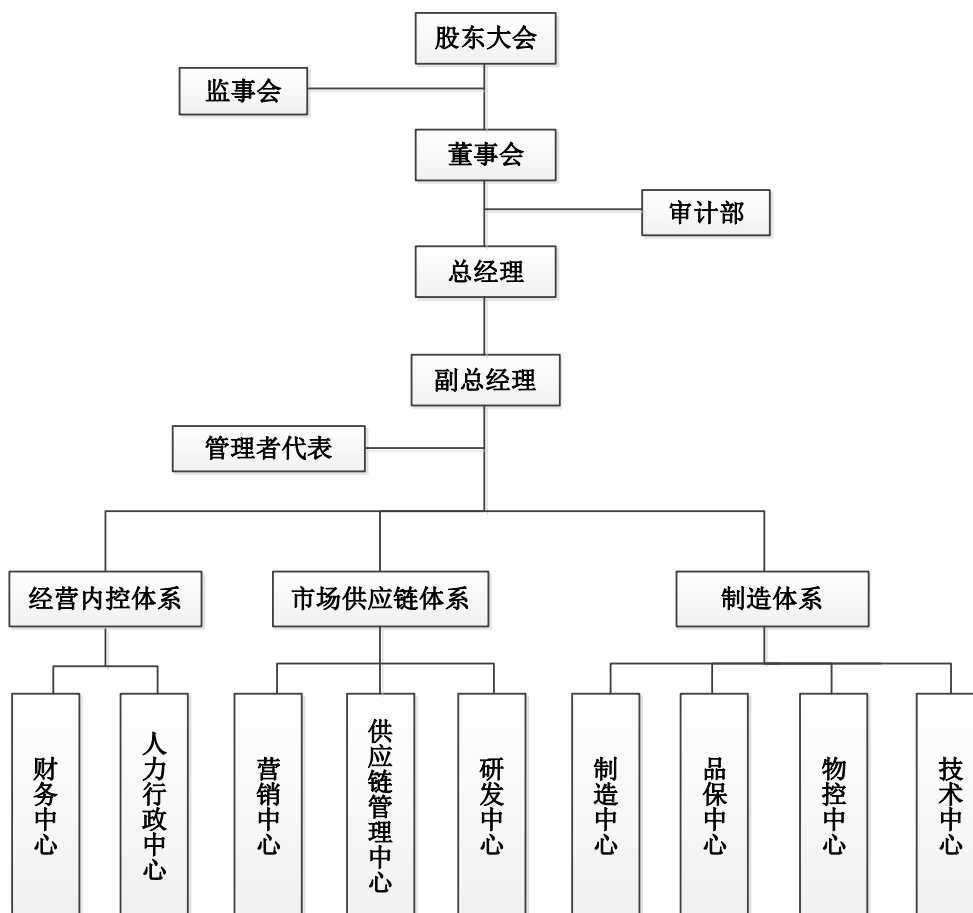 股东大会
监事会
董事会
审计部
总经理
副总经理
管理者代表
经营内控体系
市场供应链体系
制造体系
财务中心
人力行政中心
营销中心
供应链管理中心
研发中心
制造中心
品保中心
物控中心
技术中心